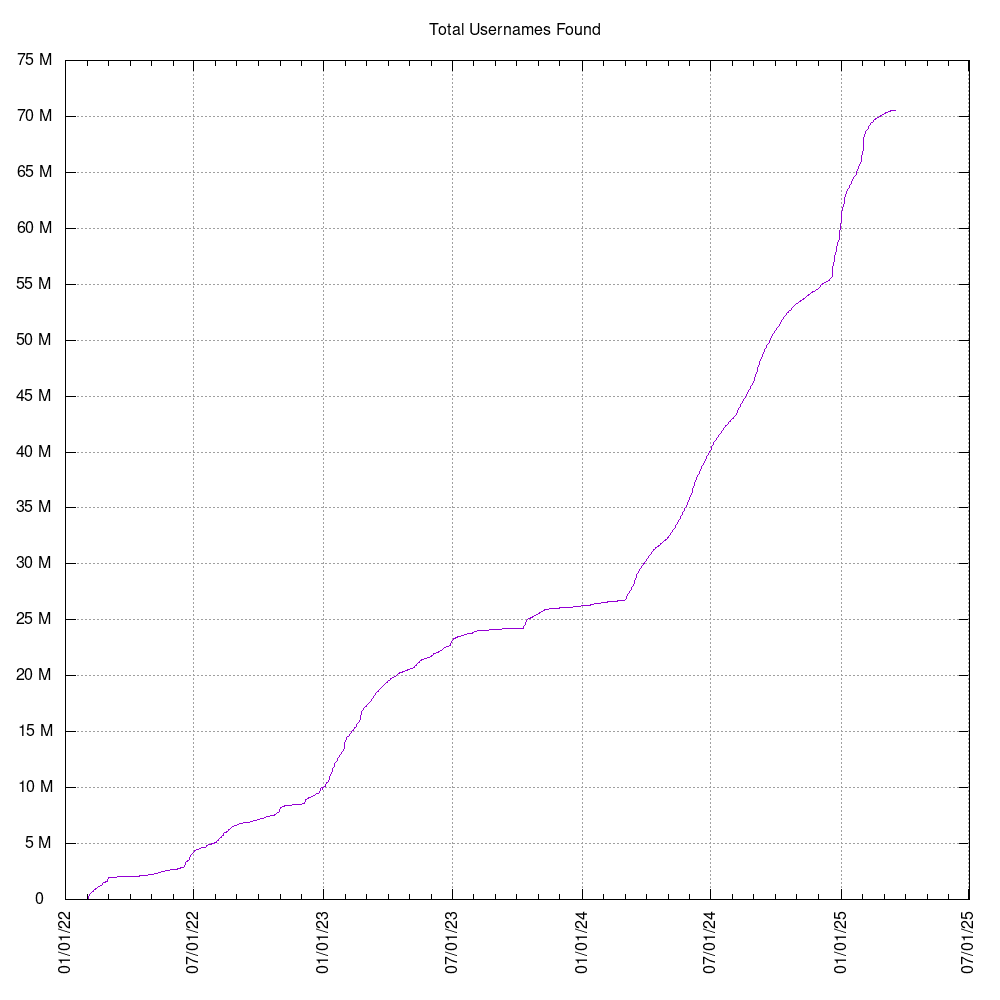 Total Usernames Found
75 M
70 M
65 M
60 M
55 M
50 M
45 M
40 M
35 M
30 M
25 M
20 M
15 M
10 M
5 M
0
01/01/22
07/01/22
01/01/23
07/01/23
01/01/24
07/01/24
01/01/25
07/01/25